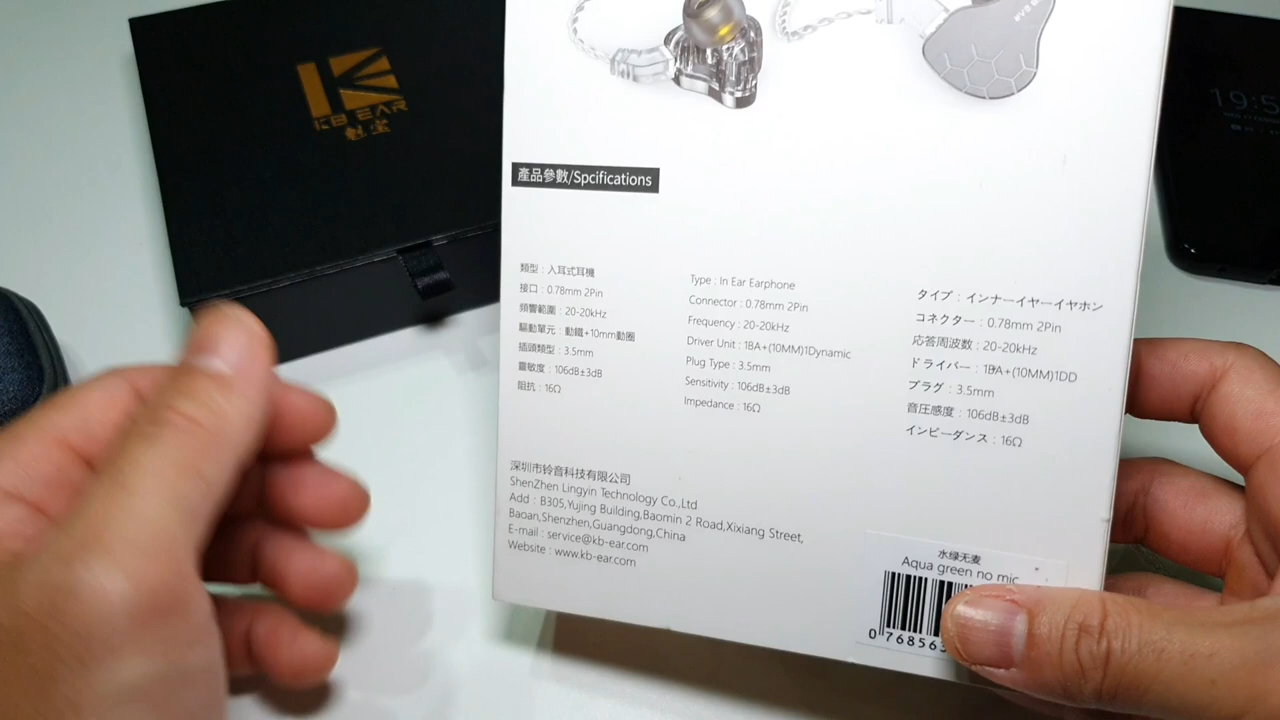 KB EAR
魁宝
產品參數/Spcifications
類型 : 入耳式耳機
接口 : 0.78mm 2Pin
頻響範圍 : 20-20kHz
驅動單元 : 動鐵+10mm動圈
插頭類型 : 3.5mm
靈敏度 : 106dB±3dB
阻抗 : 16Ω
Type : In Ear Earphone
Connector : 0.78mm 2Pin
Frequency : 20-20kHz
Driver Unit : 1BA+(10MM)1Dynamic
Plug Type : 3.5mm
Sensitivity : 106dB±3dB
Impedance : 16Ω
タイプ : インナーイヤーイヤホン
コネクター : 0.78mm 2Pin
応答周波数 : 20-20kHz
ドライバー : 1BA+(10MM)1DD
プラグ : 3.5mm
音圧感度 : 106dB±3dB
インピーダンス : 16Ω
深圳市铃音科技有限公司
ShenZhen Lingyin Technology Co.,Ltd
Add : B305,Yujing Building,Baomin 2 Road,Xixiang Street,
Baoan,Shenzhen,Guangdong,China
E-mail : service@kb-ear.com
Website : www.kb-ear.com
水绿无麦
Aqua green no mic
0 76856
19:5